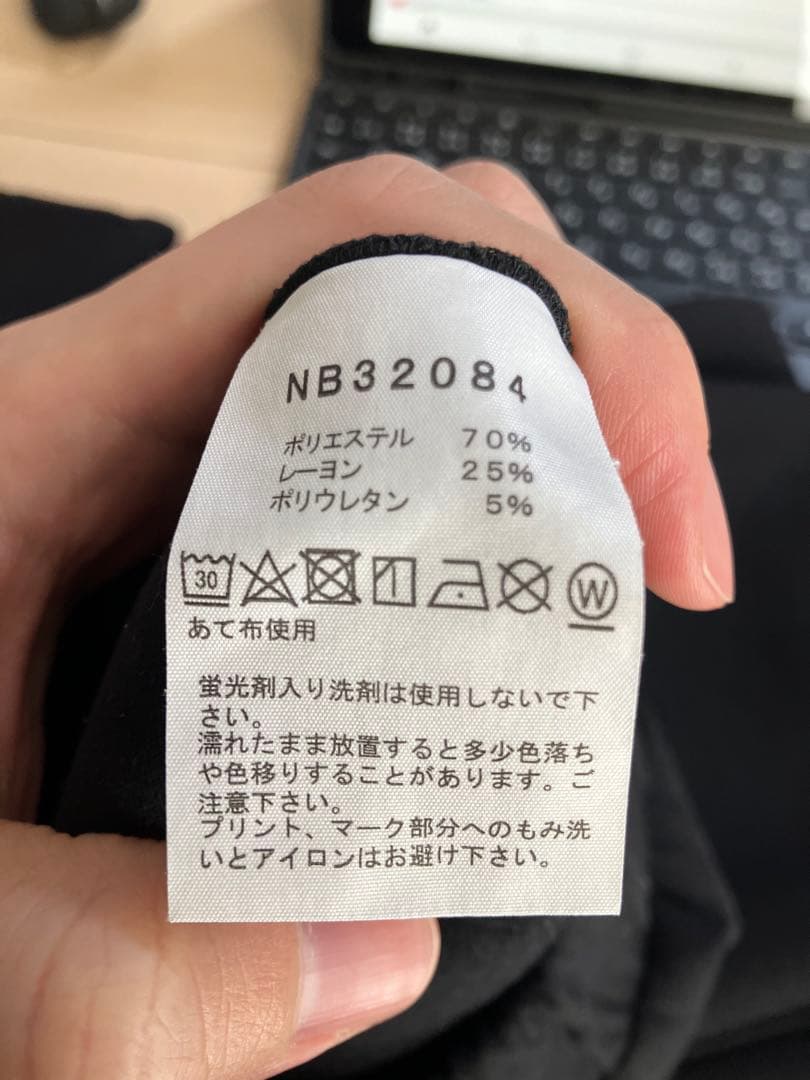 NB32084
ポリエステル 70%
レーヨン 25%
ポリウレタン 5%
30
W
あて布使用
蛍光剤入り洗剤は使用しないで下
さい。
濡れたまま放置すると多少色落ち
や色移りすることがあります。ご
注意下さい。
プリント、マーク部分へのもみ洗
いとアイロンはお避け下さい。